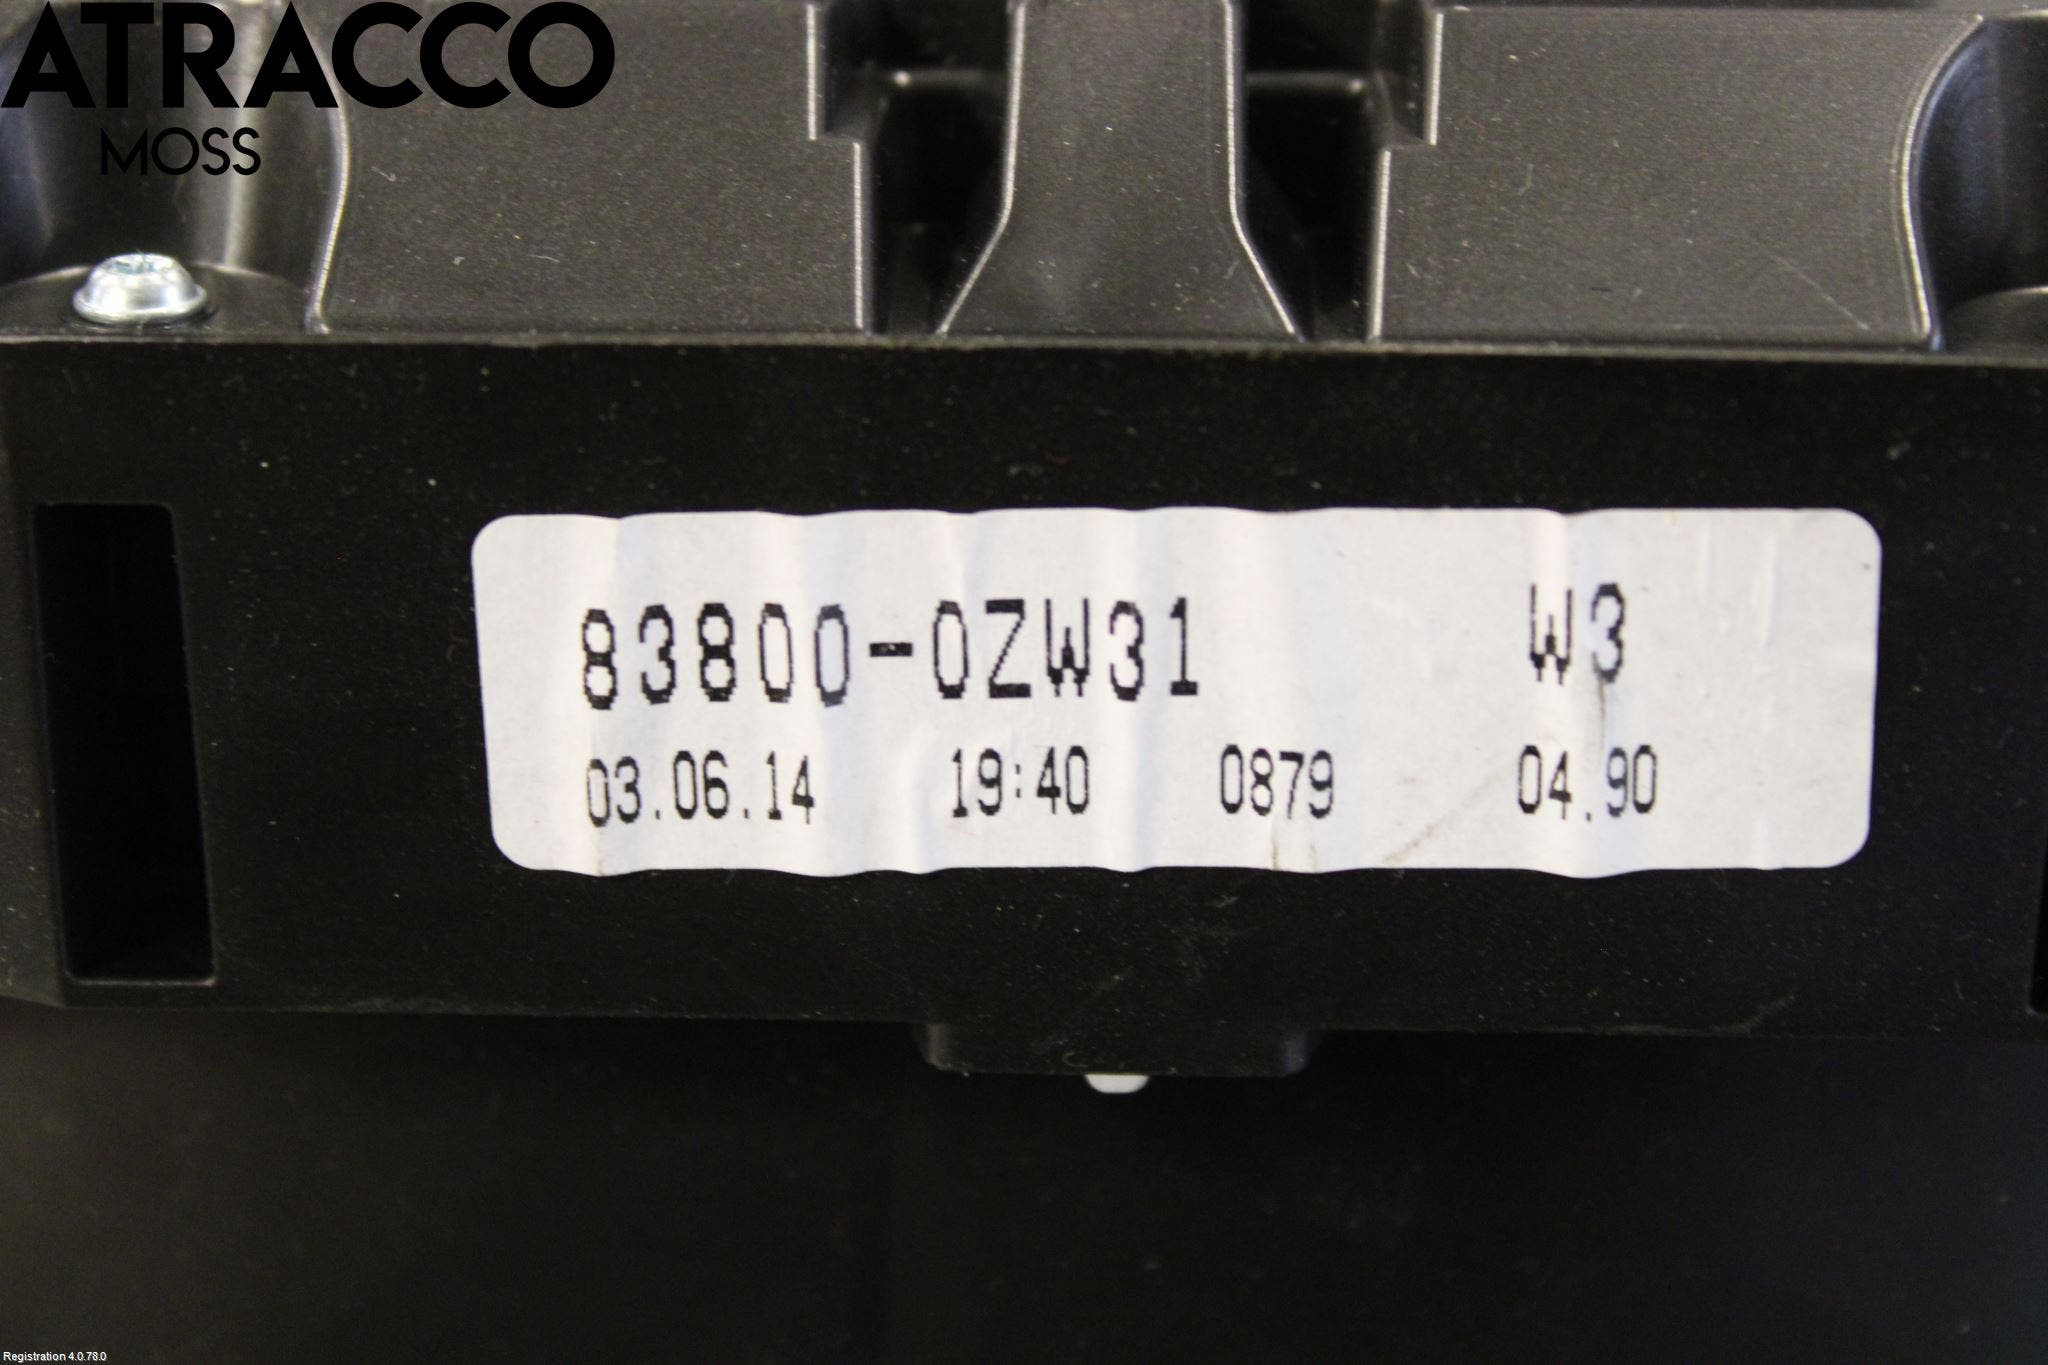 ATRACCO
MOSS
83800-0ZW31 W3
03.06.14 19:40 0879 04.90
Registration 4.0.78.0